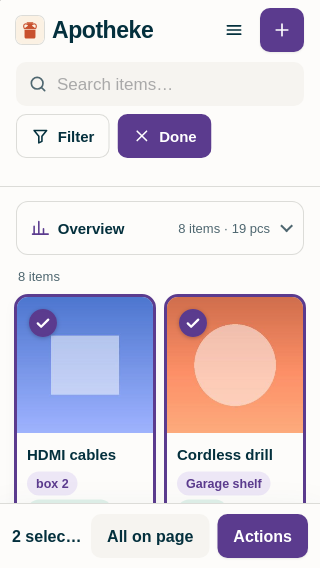 Apotheke
Search items…
Filter
Done
Overview
8 items · 19 pcs
8 items
HDMI cables
box 2
Cordless drill
Garage shelf
2 selec…
All on page
Actions